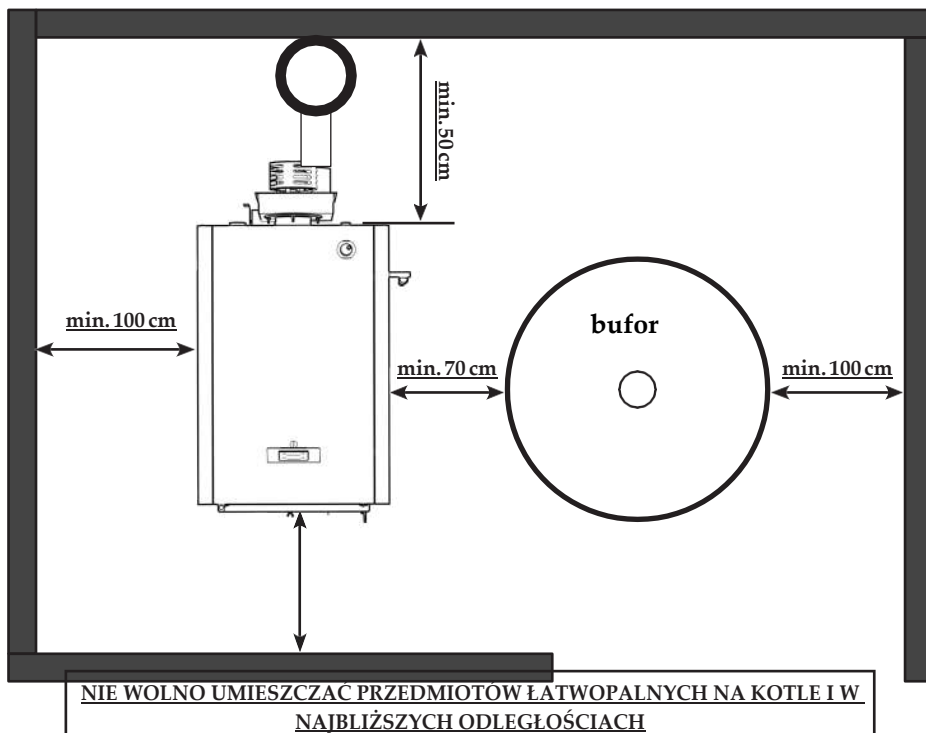 min. 50 cm
min. 100 cm
bufor
min. 70 cm
min. 100 cm
NIE WOLNO UMIESZCZAĆ PRZEDMIOTÓW ŁATWOPALNYCH NA KOTLE I W
NAJBLIŻSZYCH ODLEGŁOŚCIACH